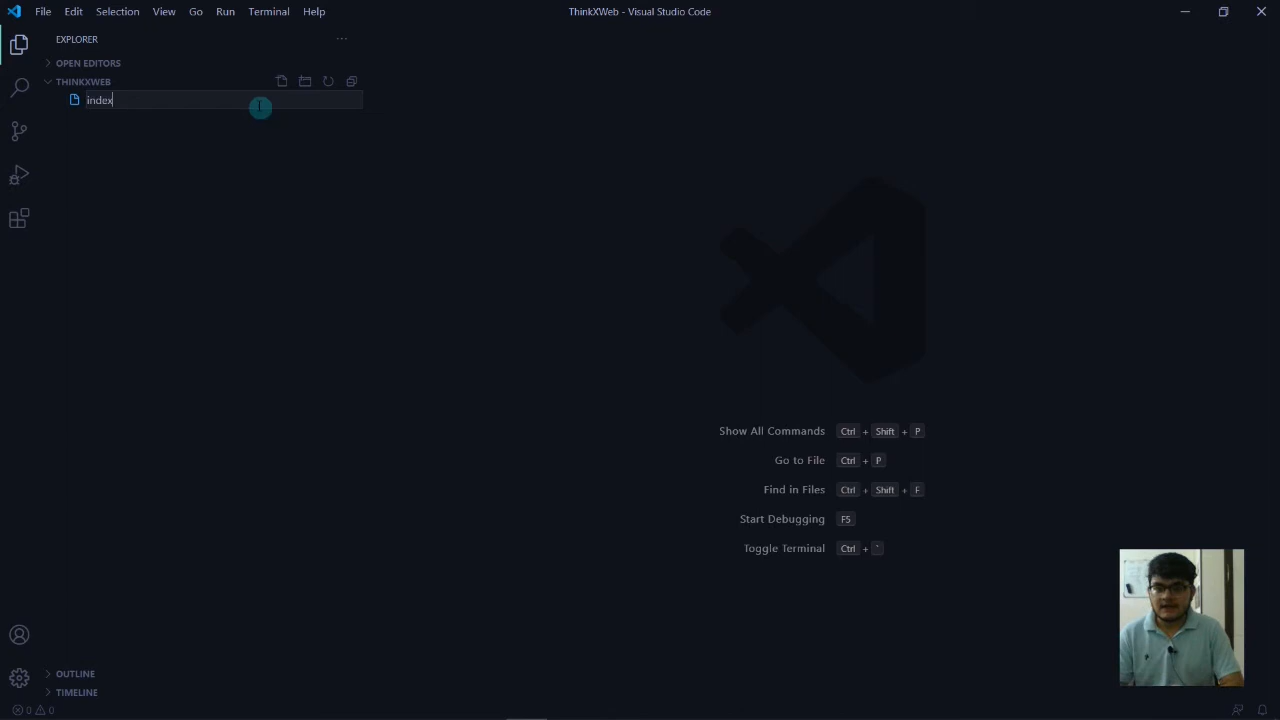 File Edit Selection View Go Run Terminal Help
ThinkXWeb - Visual Studio Code
EXPLORER
OPEN EDITORS
THINKXWEB
index
Show All Commands Ctrl + Shift + P
Go to File Ctrl + P
Find in Files Ctrl + Shift + F
Start Debugging F5
Toggle Terminal Ctrl + `
OUTLINE
TIMELINE
0 0